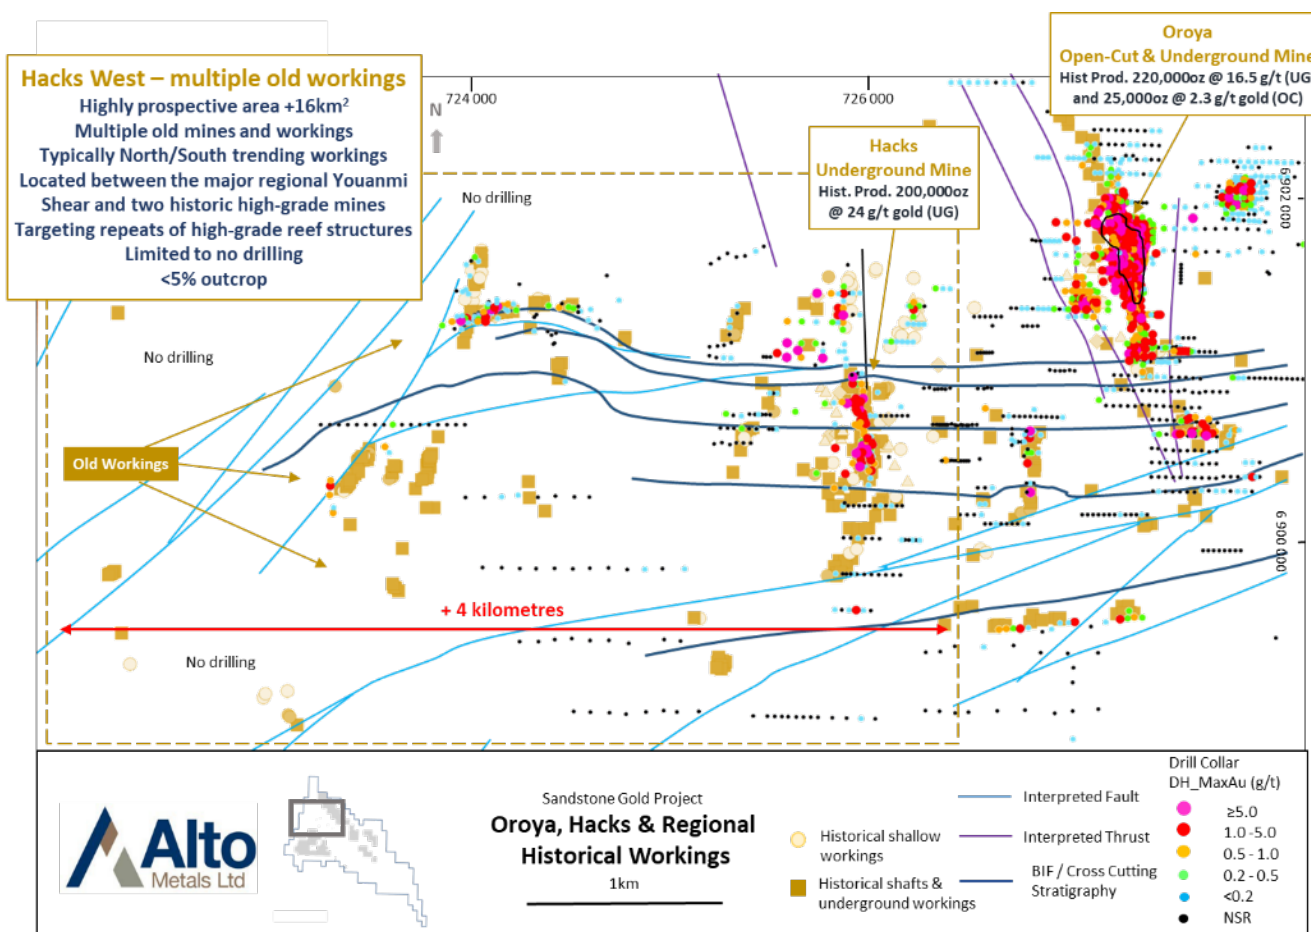 Hacks West – multiple old workings
Highly prospective area +16km²
Multiple old mines and workings
Typically North/South trending workings
Located between the major regional Youanmi
Shear and two historic high-grade mines
Targeting repeats of high-grade reef structures
Limited to no drilling
<5% outcrop
N
724 000
726 000
Oroya
Open-Cut & Underground Mine
Hist Prod. 220,000oz @ 16.5 g/t (UG
and 25,000oz @ 2.3 g/t gold (OC)
Hacks
Underground Mine
Hist. Prod. 200,000oz
@ 24 g/t gold (UG)
6 902 000
No drilling
No drilling
Old Workings
6 900 000
+ 4 kilometres
No drilling
Alto
Metals Ltd
Sandstone Gold Project
Oroya, Hacks & Regional
Historical Workings
1km
Historical shallow
workings
Historical shafts &
underground workings
Interpreted Fault
Interpreted Thrust
BIF / Cross Cutting
Stratigraphy
Drill Collar
DH_MaxAu (g/t)
≥5.0
1.0 -5.0
0.5 - 1.0
0.2 - 0.5
<0.2
NSR